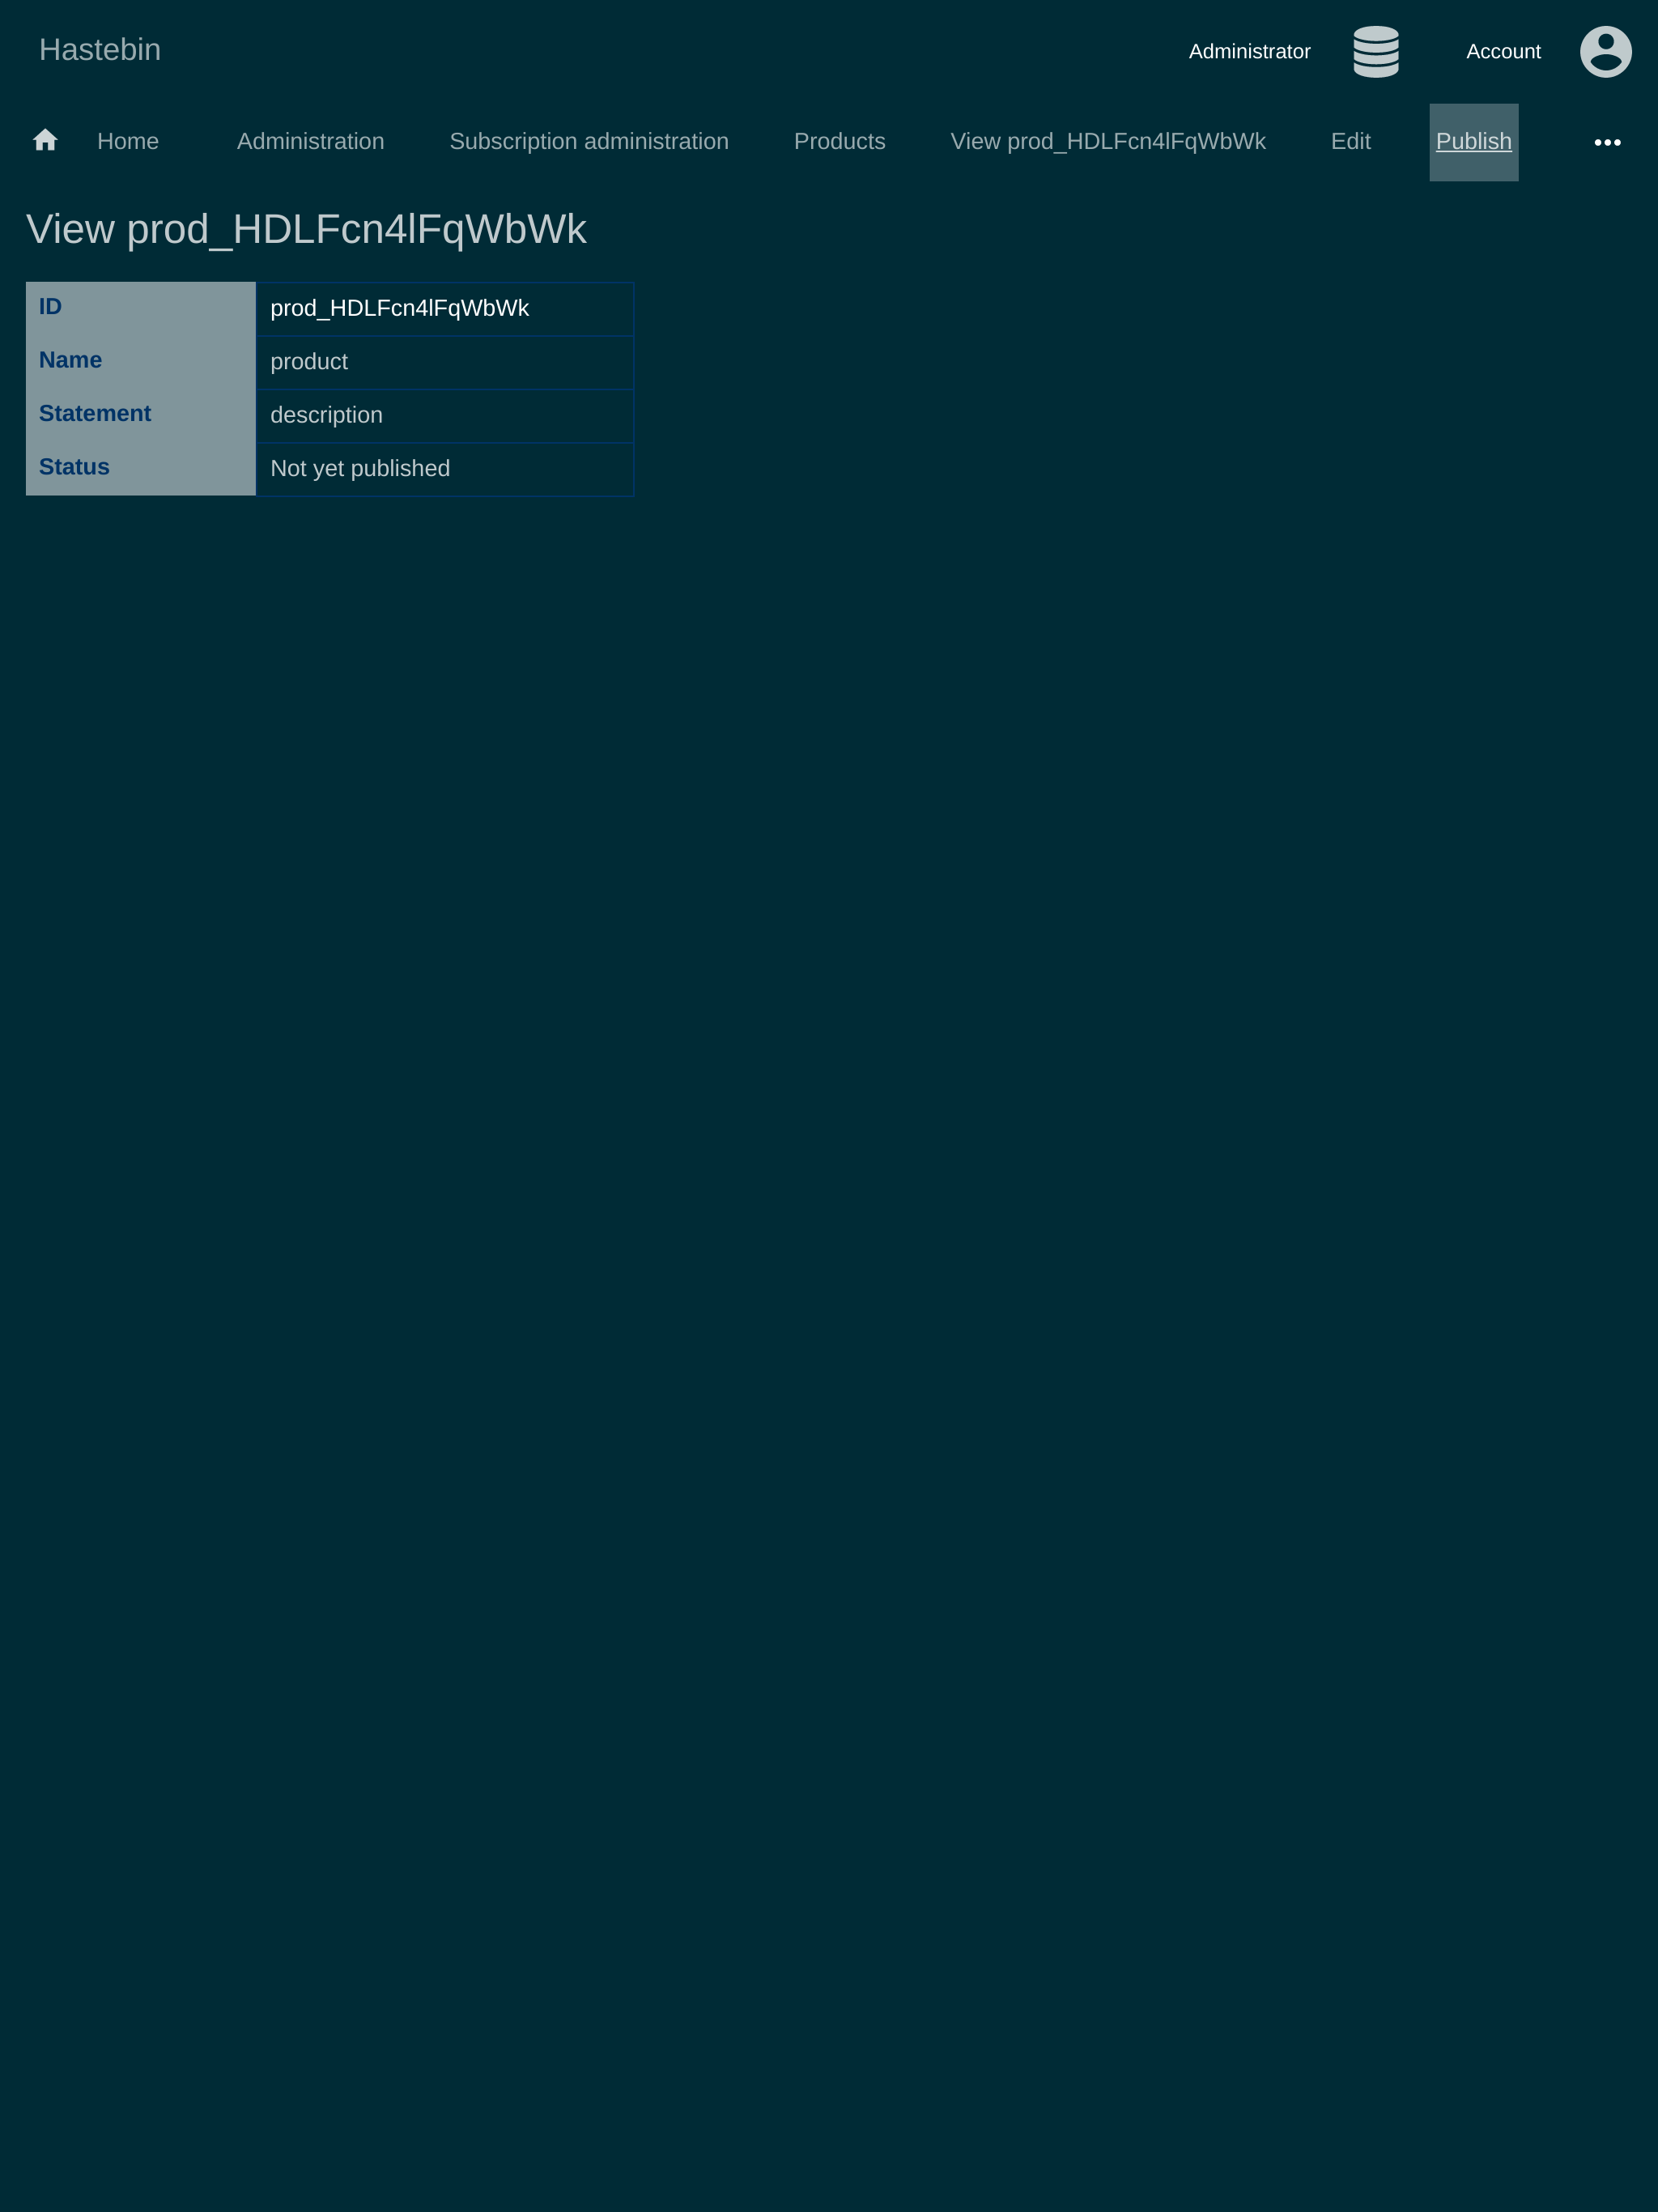 Hastebin
Administrator
Account
Home Administration Subscription administration Products View prod_HDLFcn4lFqWbWk Edit Publish
View prod_HDLFcn4lFqWbWk
ID prod_HDLFcn4lFqWbWk
Name product
Statement description
Status Not yet published